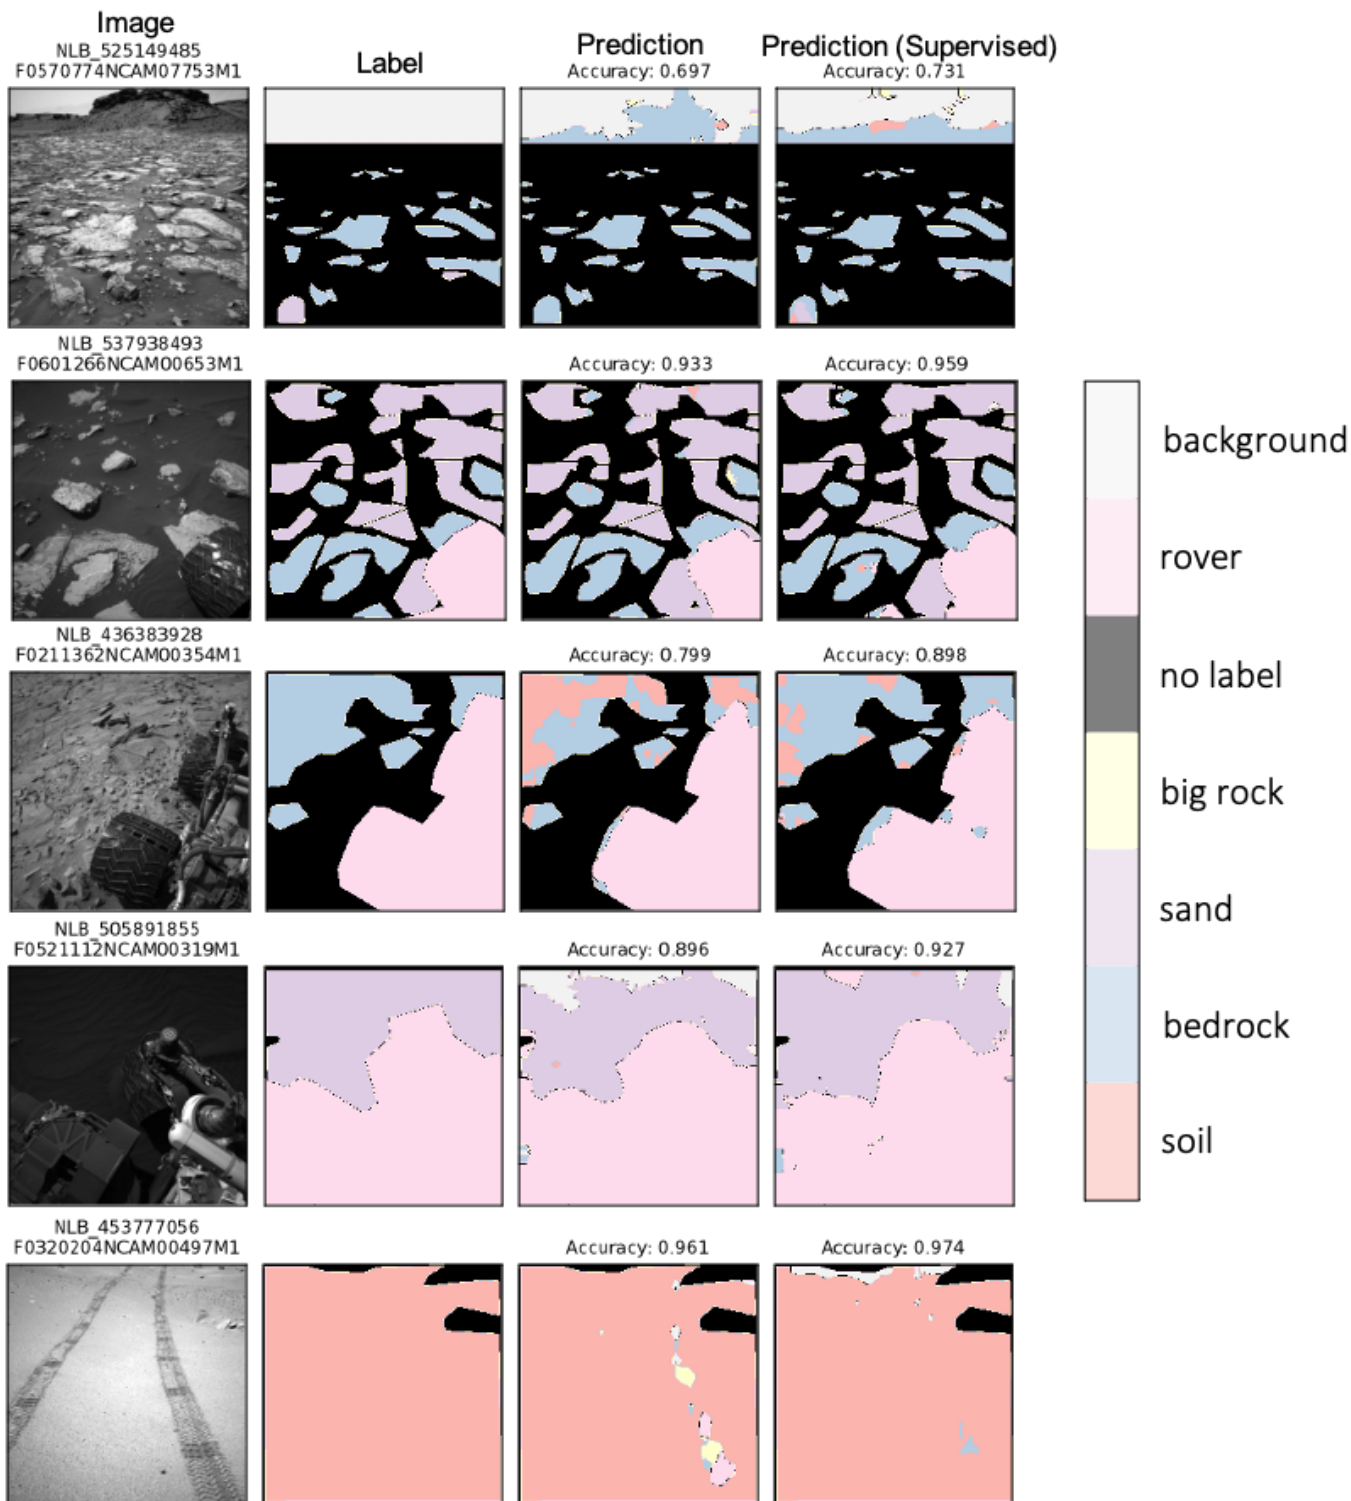 Image
NLB_525149485
F0570774NCAM07753M1
Label
Prediction
Accuracy: 0.697
Prediction (Supervised)
Accuracy: 0.731
NLB_537938493
F0601266NCAM00653M1
Accuracy: 0.933
Accuracy: 0.959
NLB_436383928
F0211362NCAM00354M1
Accuracy: 0.799
Accuracy: 0.898
NLB_505891855
F0521112NCAM00319M1
Accuracy: 0.896
Accuracy: 0.927
NLB_453777056
F0320204NCAM00497M1
Accuracy: 0.961
Accuracy: 0.974
background
rover
no label
big rock
sand
bedrock
soil